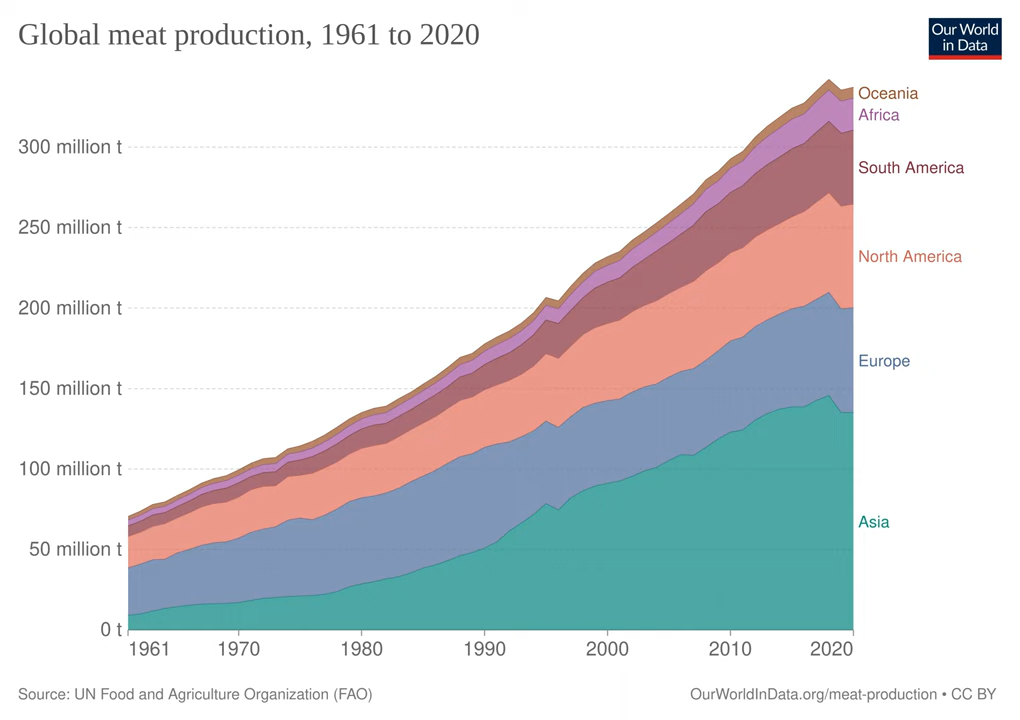 Global meat production, 1961 to 2020
Our World
in Data
Oceania
Africa
300 million t
South America
250 million t
North America
200 million t
Europe
150 million t
100 million t
Asia
50 million t
0 t
1961 1970 1980 1990 2000 2010 2020
Source: UN Food and Agriculture Organization (FAO) OurWorldInData.org/meat-production • CC BY